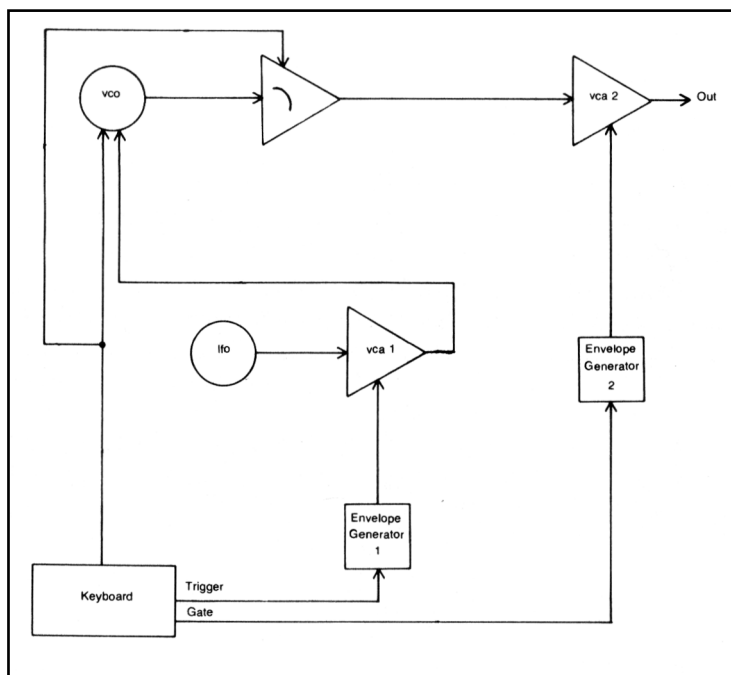 vco
vca 2
Out
lfo
vca 1
Envelope
Generator
2
Envelope
Generator
1
Keyboard
Trigger
Gate